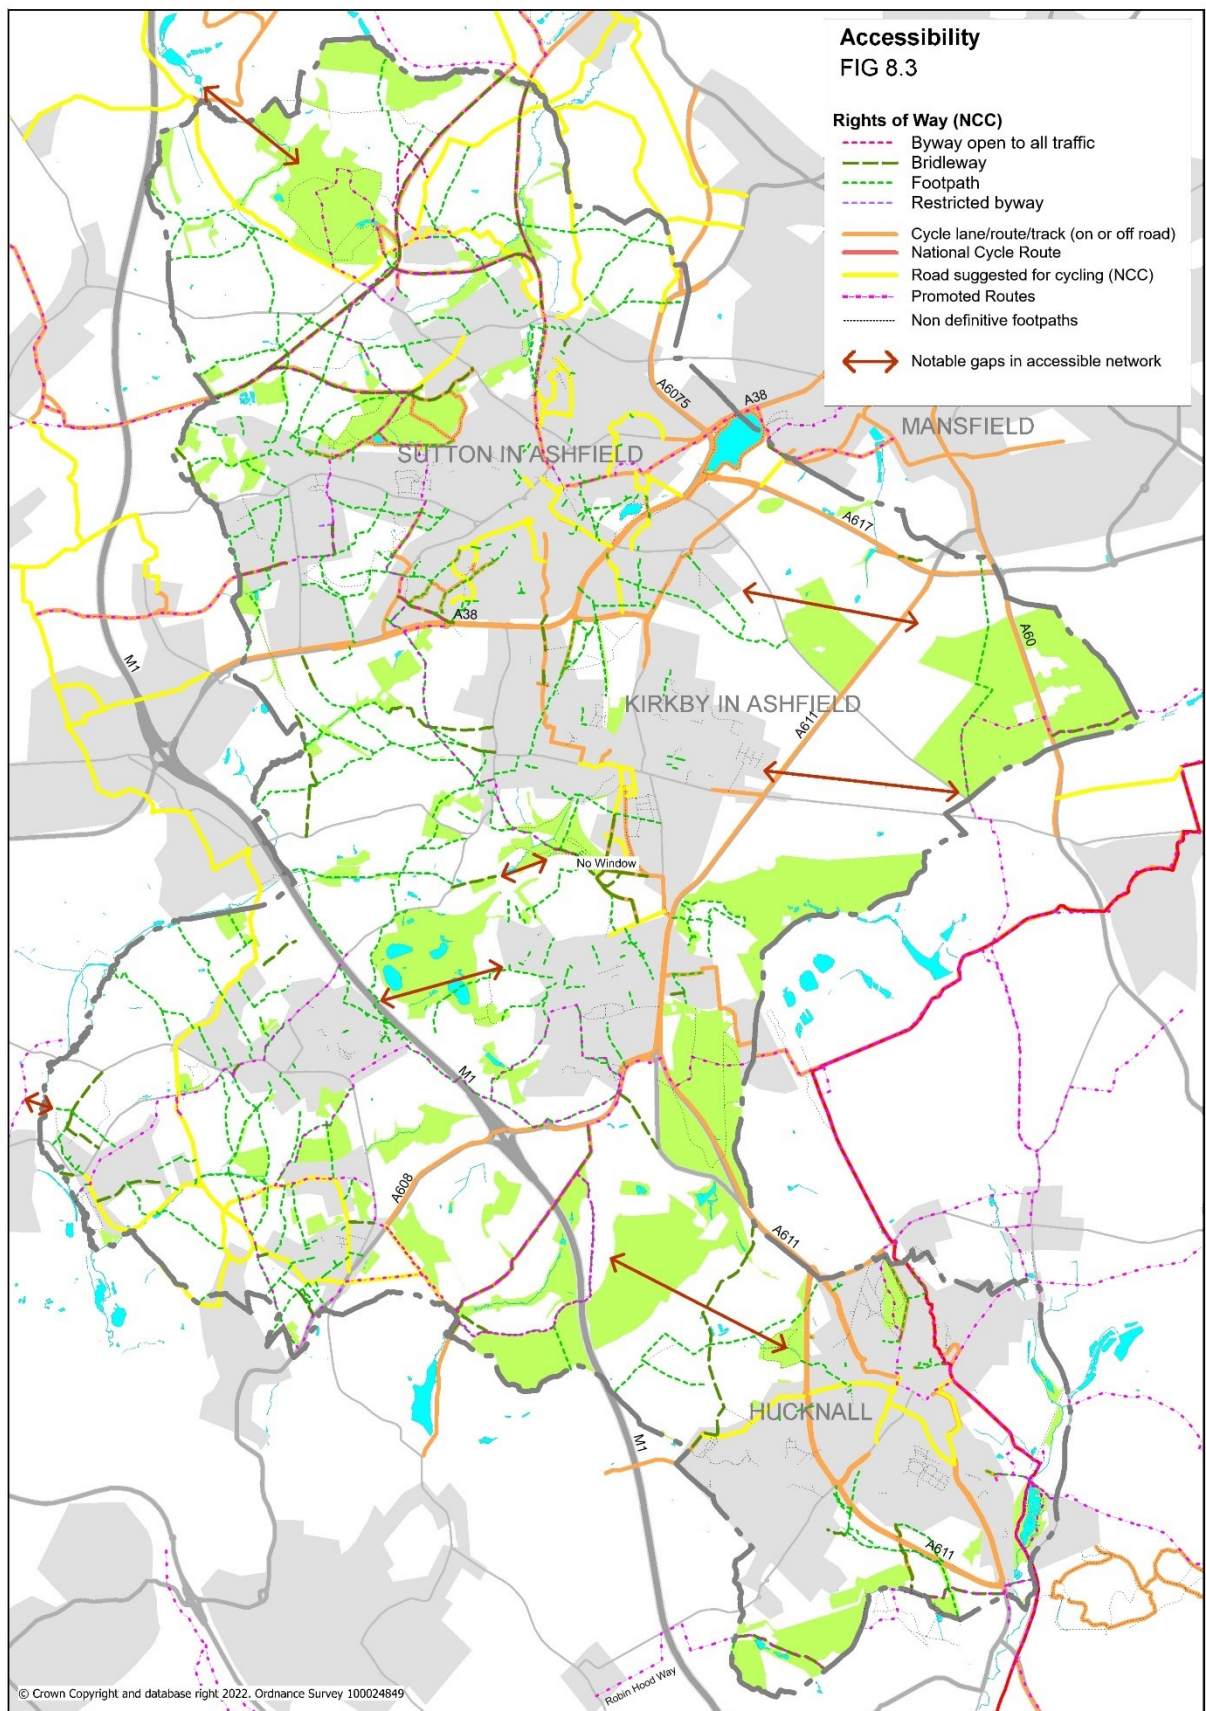 Accessibility
FIG 8.3
Rights of Way (NCC)
Byway open to all traffic
Bridleway
Footpath
Restricted byway
Cycle lane/route/track (on or off road)
National Cycle Route
Road suggested for cycling (NCC)
Promoted Routes
Non definitive footpaths
Notable gaps in accessible network
A6075
A38
MANSFIELD
SUTTON IN ASHFIELD
A617
A38
A60
M1
KIRKBY IN ASHFIELD
A611
No Window
M1
A608
A611
HUCKNALL
M1
A611
Robin Hood Way
© Crown Copyright and database right 2022. Ordnance Survey 100024849